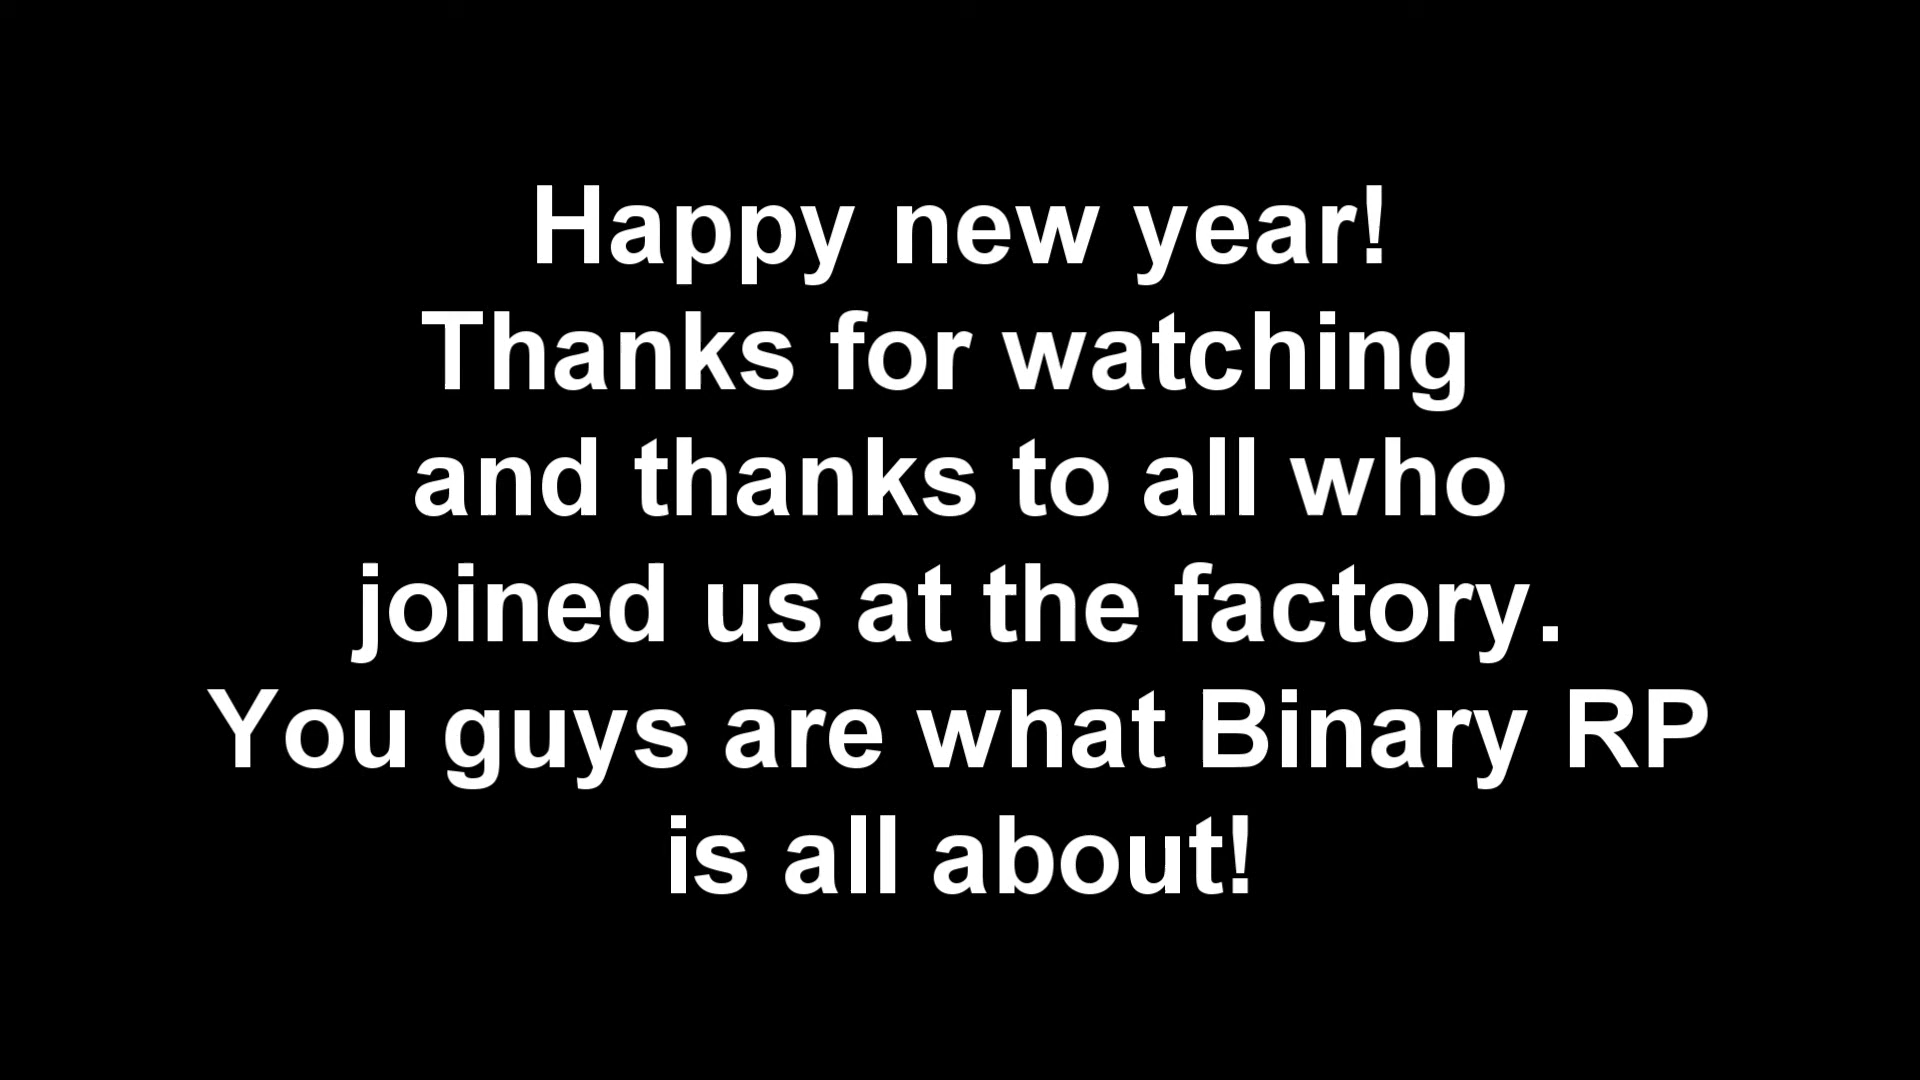 Happy new year!
Thanks for watching
and thanks to all who
joined us at the factory.
You guys are what Binary RP
is all about!